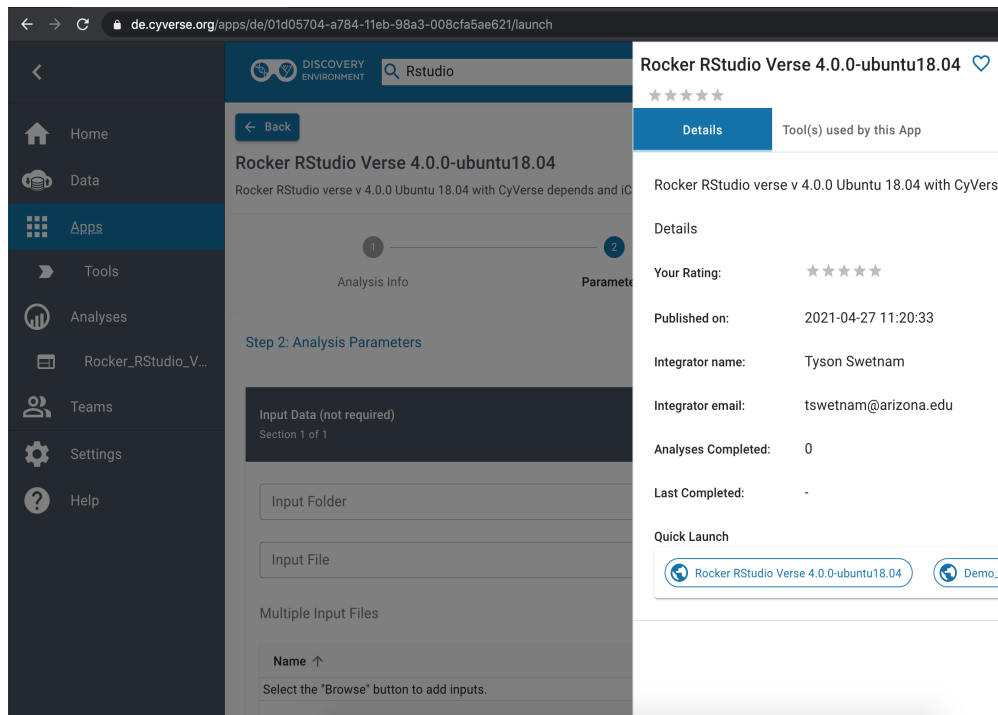 de.cyverse.org/apps/de/01d05704-a784-11eb-98a3-008cfa5ae621/launch
DISCOVERY
ENVIRONMENT
Rstudio
Home
Data
Apps
Tools
Analyses
Rocker_RStudio_V...
Teams
Settings
Help
Back
Rocker RStudio Verse 4.0.0-ubuntu18.04
Rocker RStudio verse v 4.0.0 Ubuntu 18.04 with CyVerse depends and iC
1
2
Analysis Info
Paramete
Step 2: Analysis Parameters
Input Data (not required)
Section 1 of 1
Input Folder
Input File
Multiple Input Files
Name
Select the "Browse" button to add inputs.
Rocker RStudio Verse 4.0.0-ubuntu18.04
Details
Tool(s) used by this App
Rocker RStudio verse v 4.0.0 Ubuntu 18.04 with CyVers
Details
Your Rating:
Published on: 2021-04-27 11:20:33
Integrator name: Tyson Swetnam
Integrator email: tswetnam@arizona.edu
Analyses Completed: 0
Last Completed: -
Quick Launch
Rocker RStudio Verse 4.0.0-ubuntu18.04
Demo_